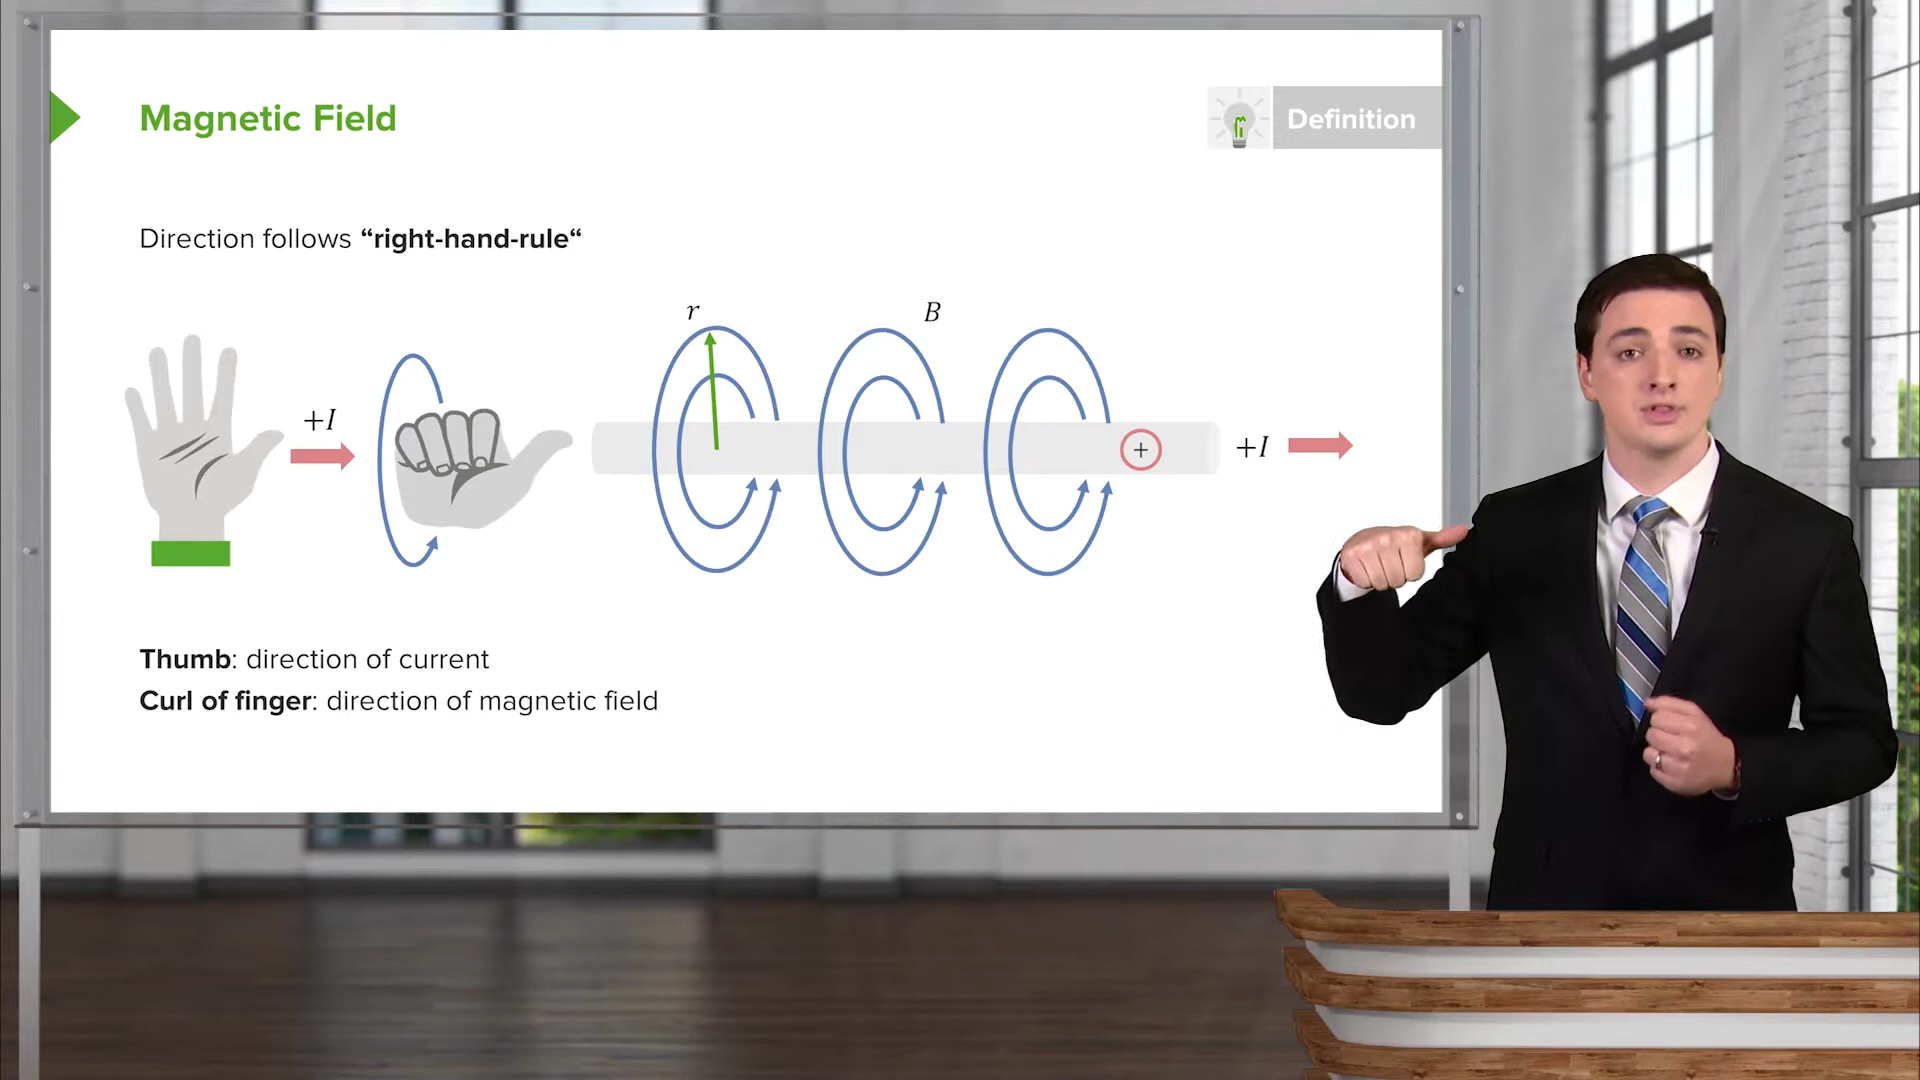 Magnetic Field
Definition
Direction follows “right-hand-rule“
r
B
+I
+
+I
Thumb: direction of current
Curl of finger: direction of magnetic field